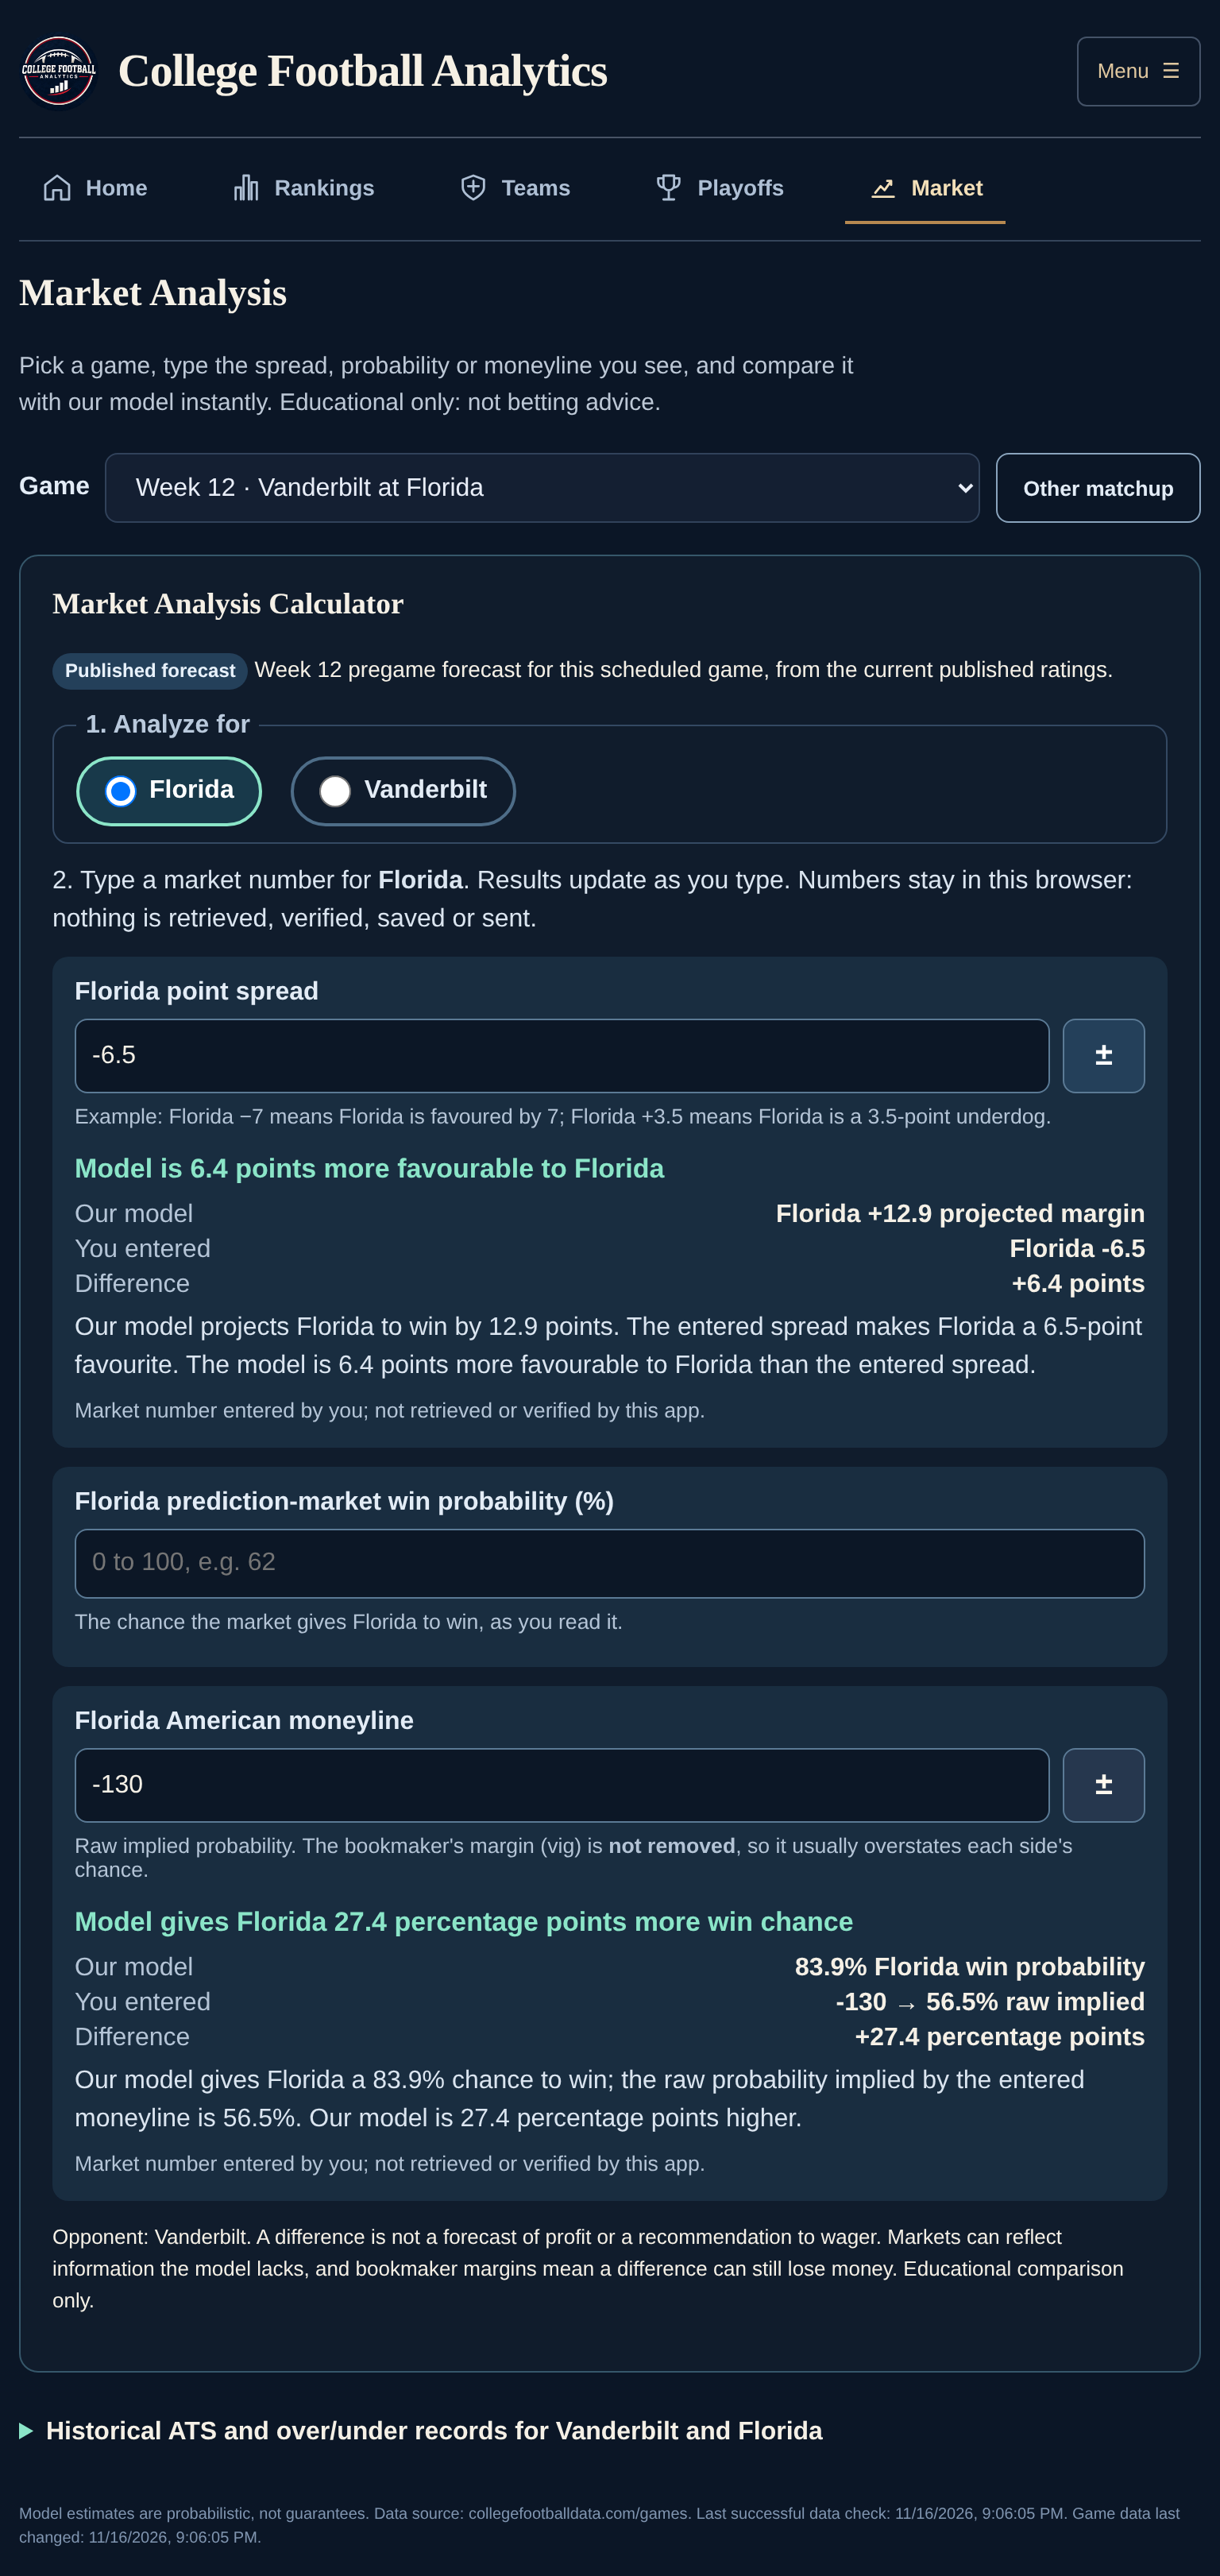 COLLEGE FOOTBALL
ANALYTICS
College Football Analytics
Menu ☰
Home
Rankings
Teams
Playoffs
Market
Market Analysis
Pick a game, type the spread, probability or moneyline you see, and compare it
with our model instantly. Educational only: not betting advice.
Game
Week 12 · Vanderbilt at Florida
Other matchup
Market Analysis Calculator
Published forecast Week 12 pregame forecast for this scheduled game, from the current published ratings.
1. Analyze for
Florida
Vanderbilt
2. Type a market number for Florida. Results update as you type. Numbers stay in this browser:
nothing is retrieved, verified, saved or sent.
Florida point spread
-6.5
±
Example: Florida −7 means Florida is favoured by 7; Florida +3.5 means Florida is a 3.5-point underdog.
Model is 6.4 points more favourable to Florida
Our model Florida +12.9 projected margin
You entered Florida -6.5
Difference +6.4 points
Our model projects Florida to win by 12.9 points. The entered spread makes Florida a 6.5-point
favourite. The model is 6.4 points more favourable to Florida than the entered spread.
Market number entered by you; not retrieved or verified by this app.
Florida prediction-market win probability (%)
0 to 100, e.g. 62
The chance the market gives Florida to win, as you read it.
Florida American moneyline
-130
±
Raw implied probability. The bookmaker's margin (vig) is not removed, so it usually overstates each side's
chance.
Model gives Florida 27.4 percentage points more win chance
Our model 83.9% Florida win probability
You entered -130 → 56.5% raw implied
Difference +27.4 percentage points
Our model gives Florida a 83.9% chance to win; the raw probability implied by the entered
moneyline is 56.5%. Our model is 27.4 percentage points higher.
Market number entered by you; not retrieved or verified by this app.
Opponent: Vanderbilt. A difference is not a forecast of profit or a recommendation to wager. Markets can reflect
information the model lacks, and bookmaker margins mean a difference can still lose money. Educational comparison
only.
Historical ATS and over/under records for Vanderbilt and Florida
Model estimates are probabilistic, not guarantees. Data source: collegefootballdata.com/games. Last successful data check: 11/16/2026, 9:06:05 PM. Game data last
changed: 11/16/2026, 9:06:05 PM.